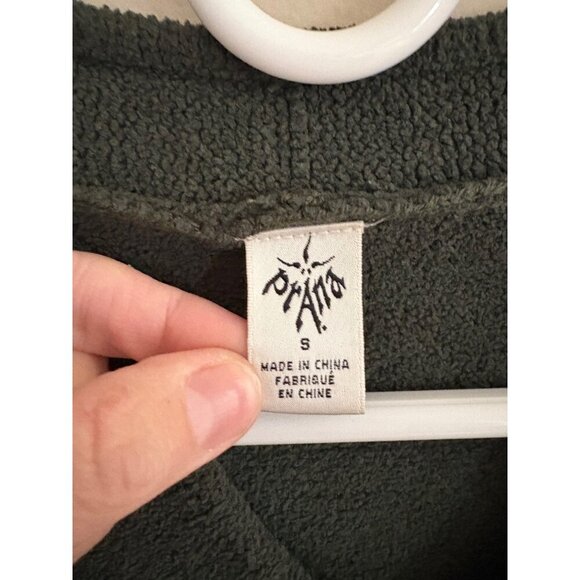 prAna
S
MADE IN CHINA
FABRIQUÉ
EN CHINE